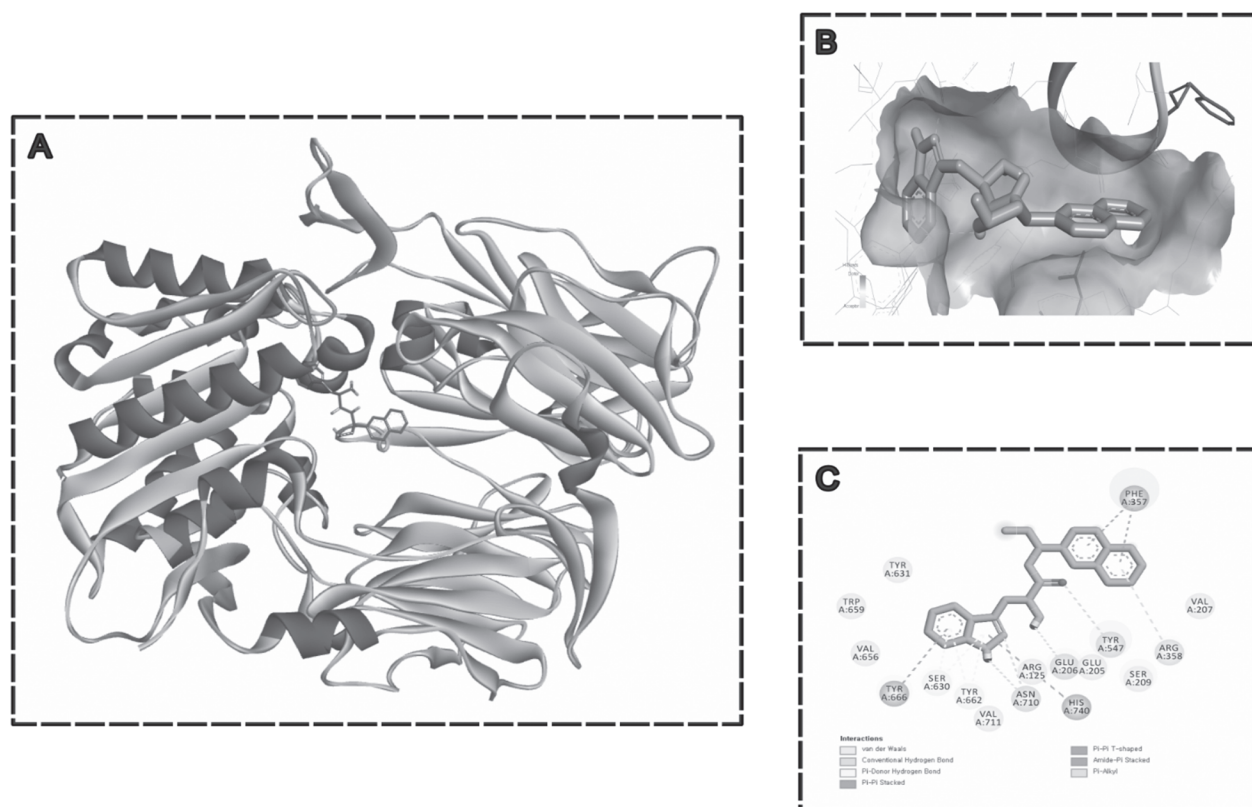 A
B
C
PHE
A:357
TYR
A:631
TRP
A:659
VAL
A:207
VAL
A:656
TYR
A:547
ARG
A:358
ARG
A:125
GLU
A:206
GLU
A:205
SER
A:209
SER
A:630
TYR
A:666
TYR
A:662
ASN
A:710
HIS
A:740
VAL
A:711
Interactions
van der Waals
Conventional Hydrogen Bond
Pi-Donor Hydrogen Bond
Pi-Pi Stacked
Pi-Pi T-shaped
Amide-Pi Stacked
Pi-Alkyl